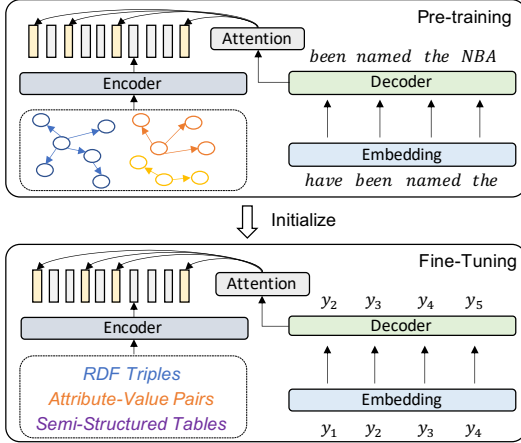 Pre-training
Attention
been named the NBA
Encoder
Decoder
Embedding
have been named the
Initialize
Fine-Tuning
Attention
y2 y3 y4 y5
Encoder
Decoder
RDF Triples
Attribute-Value Pairs
Semi-Structured Tables
Embedding
y1 y2 y3 y4